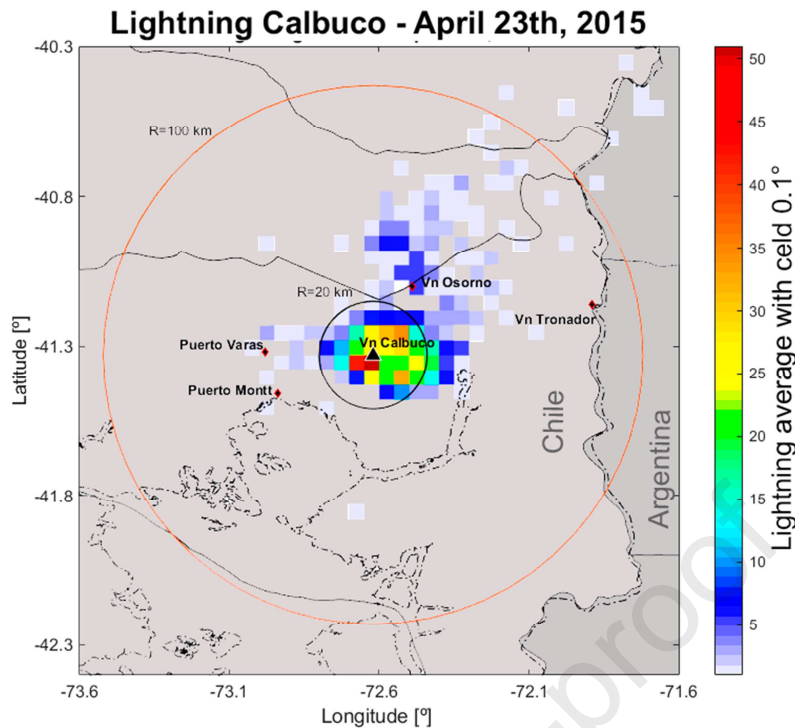 Lightning Calbuco - April 23th, 2015
-40.3
-40.8
-41.3
-41.8
-42.3
Latitude [º]
-73.6
-73.1
-72.6
-72.1
-71.6
Longitude [º]
R=100 km
R=20 km
Vn Osorno
Vn Tronador
Vn Calbuco
Puerto Varas
Puerto Montt
Chile
Argentina
50
45
40
35
30
25
20
15
10
5
Lightning average with celd 0.1º
proof